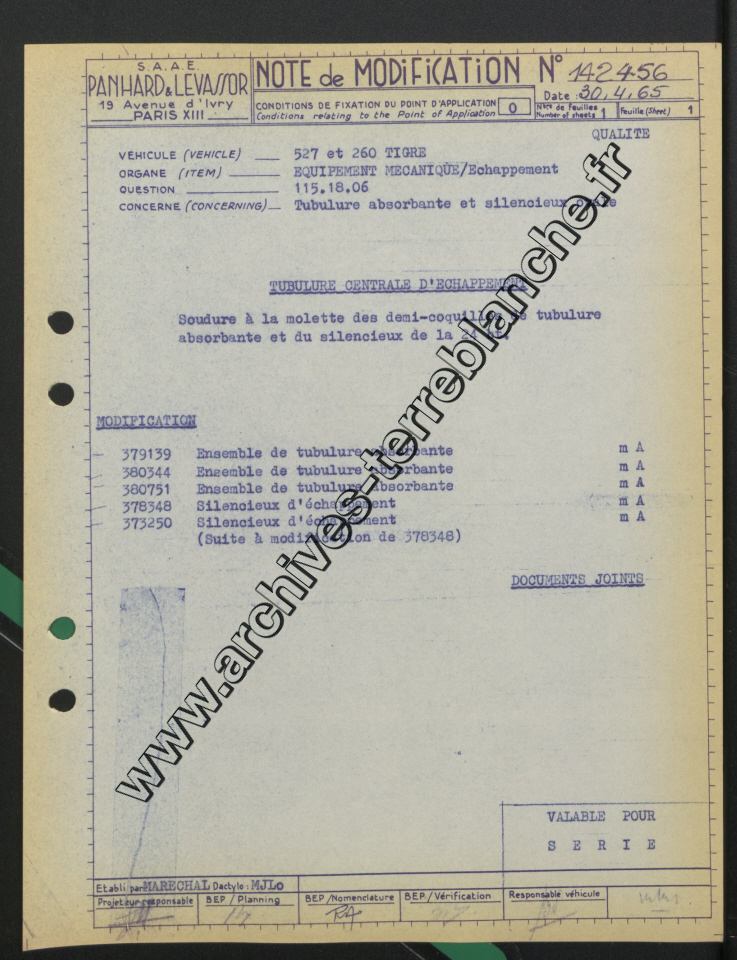 S.A.A.E.
PANHARD & LEVASSOR
19 Avenue d'Ivry
PARIS XIII
NOTE de MODiFiCATiON N° 142456
Date : 30.4.65
CONDITIONS DE FIXATION DU POINT D'APPLICATION
Conditions relating to the Point of Application
0
Nbre de feuilles
Number of sheets 1
Feuille (Sheet) 1
QUALITE
VÉHICULE (VEHICLE) 527 et 260 TIGRE
ORGANE (ITEM) EQUIPEMENT MECANIQUE/Echappement
QUESTION 115.18.06
CONCERNE (CONCERNING) Tubulure absorbante et silencieux
TUBULURE CENTRALE D'ECHAPPEMENT
Soudure à la molette des demi-coquilles de tubulure
absorbante et du silencieux de la 24 bt.
MODIFICATION
- 379139 Ensemble de tubulure absorbante m A
- 380344 Ensemble de tubulure absorbante m A
- 380751 Ensemble de tubulure absorbante m A
- 378348 Silencieux d'échappement m A
- 373250 Silencieux d'échappement m A
(Suite à modification de 378348)
DOCUMENTS JOINTS
www.archives-terreblanche.fr
VALABLE POUR
S E R I E
Etabli par MARECHAL Dactylo : MJLo
Projeteur responsable
BEP / Planning
BEP / Nomenclature
BEP. / Vérification
Responsable véhicule
RA